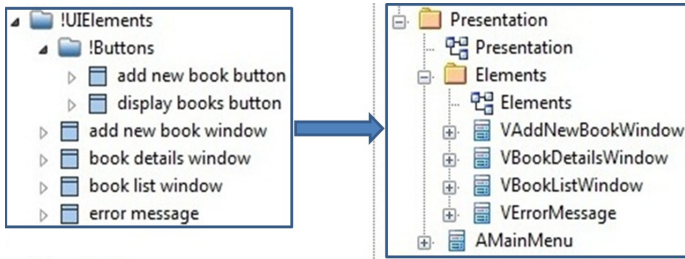 !UIElements
!Buttons
add new book button
display books button
add new book window
book details window
book list window
error message
Presentation
Presentation
Elements
Elements
VAddNewBookWindow
VBookDetailsWindow
VBookListWindow
VErrorMessage
AMainMenu